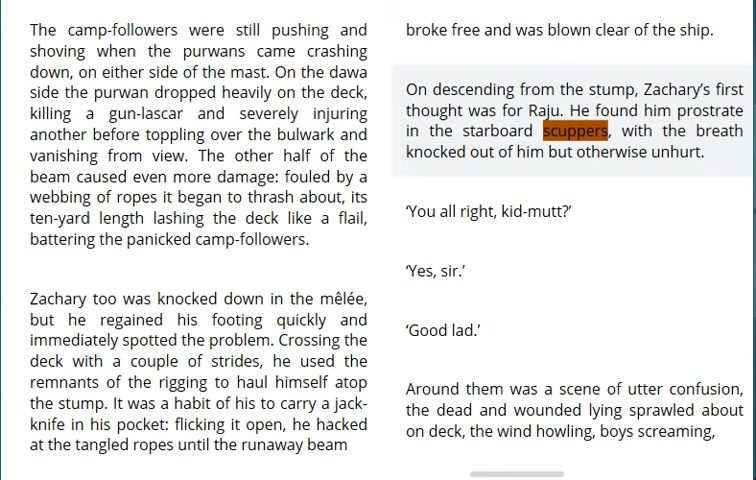 The camp-followers were still pushing and
shoving when the purwans came crashing
down, on either side of the mast. On the dawa
side the purwan dropped heavily on the deck,
killing a gun-lascar and severely injuring
another before toppling over the bulwark and
vanishing from view. The other half of the
beam caused even more damage: fouled by a
webbing of ropes it began to thrash about, its
ten-yard length lashing the deck like a flail,
battering the panicked camp-followers.
Zachary too was knocked down in the mêlée,
but he regained his footing quickly and
immediately spotted the problem. Crossing the
deck with a couple of strides, he used the
remnants of the rigging to haul himself atop
the stump. It was a habit of his to carry a jack-
knife in his pocket: flicking it open, he hacked
at the tangled ropes until the runaway beam
broke free and was blown clear of the ship.
On descending from the stump, Zachary’s first
thought was for Raju. He found him prostrate
in the starboard scuppers, with the breath
knocked out of him but otherwise unhurt.
‘You all right, kid-mutt?’
‘Yes, sir.’
‘Good lad.’
Around them was a scene of utter confusion,
the dead and wounded lying sprawled about
on deck, the wind howling, boys screaming,